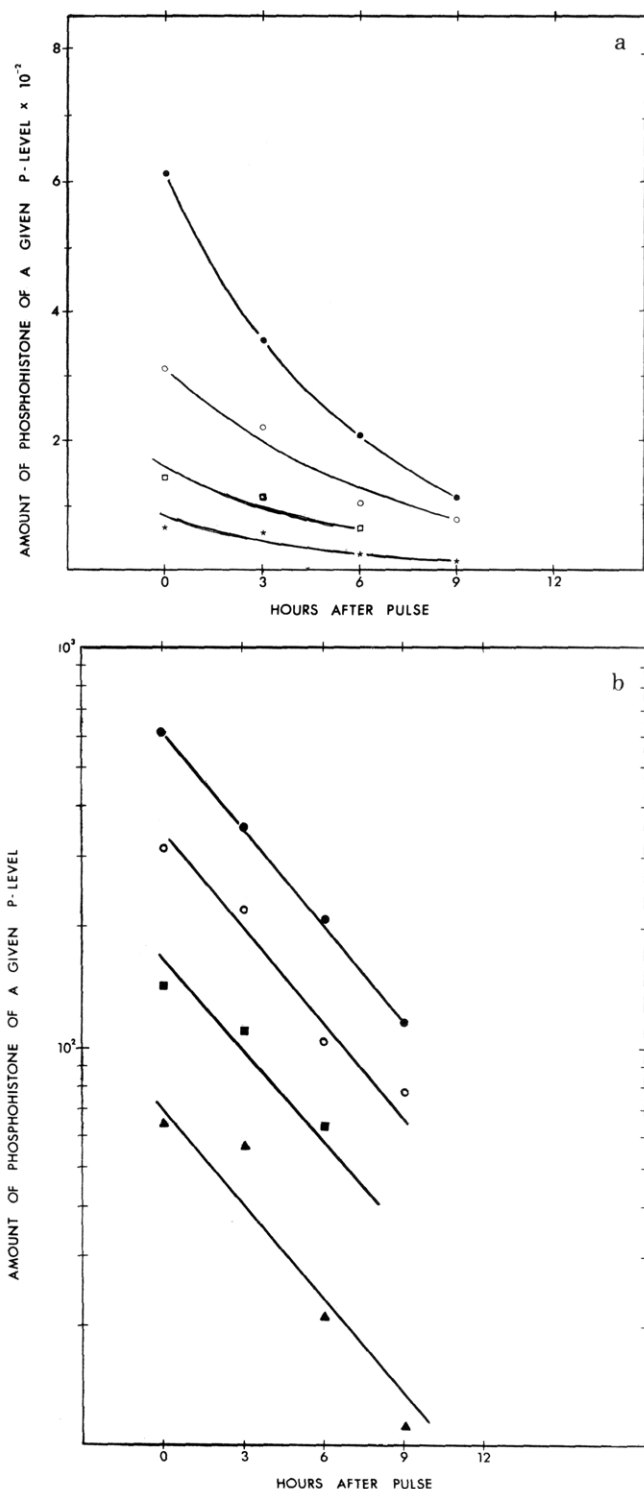 a
AMOUNT OF PHOSPHOHISTONE OF A GIVEN P-LEVEL × 10⁻²
8
6
4
2
0 3 6 9 12
HOURS AFTER PULSE
b
AMOUNT OF PHOSPHOHISTONE OF A GIVEN P-LEVEL
10³
10²
0 3 6 9 12
HOURS AFTER PULSE